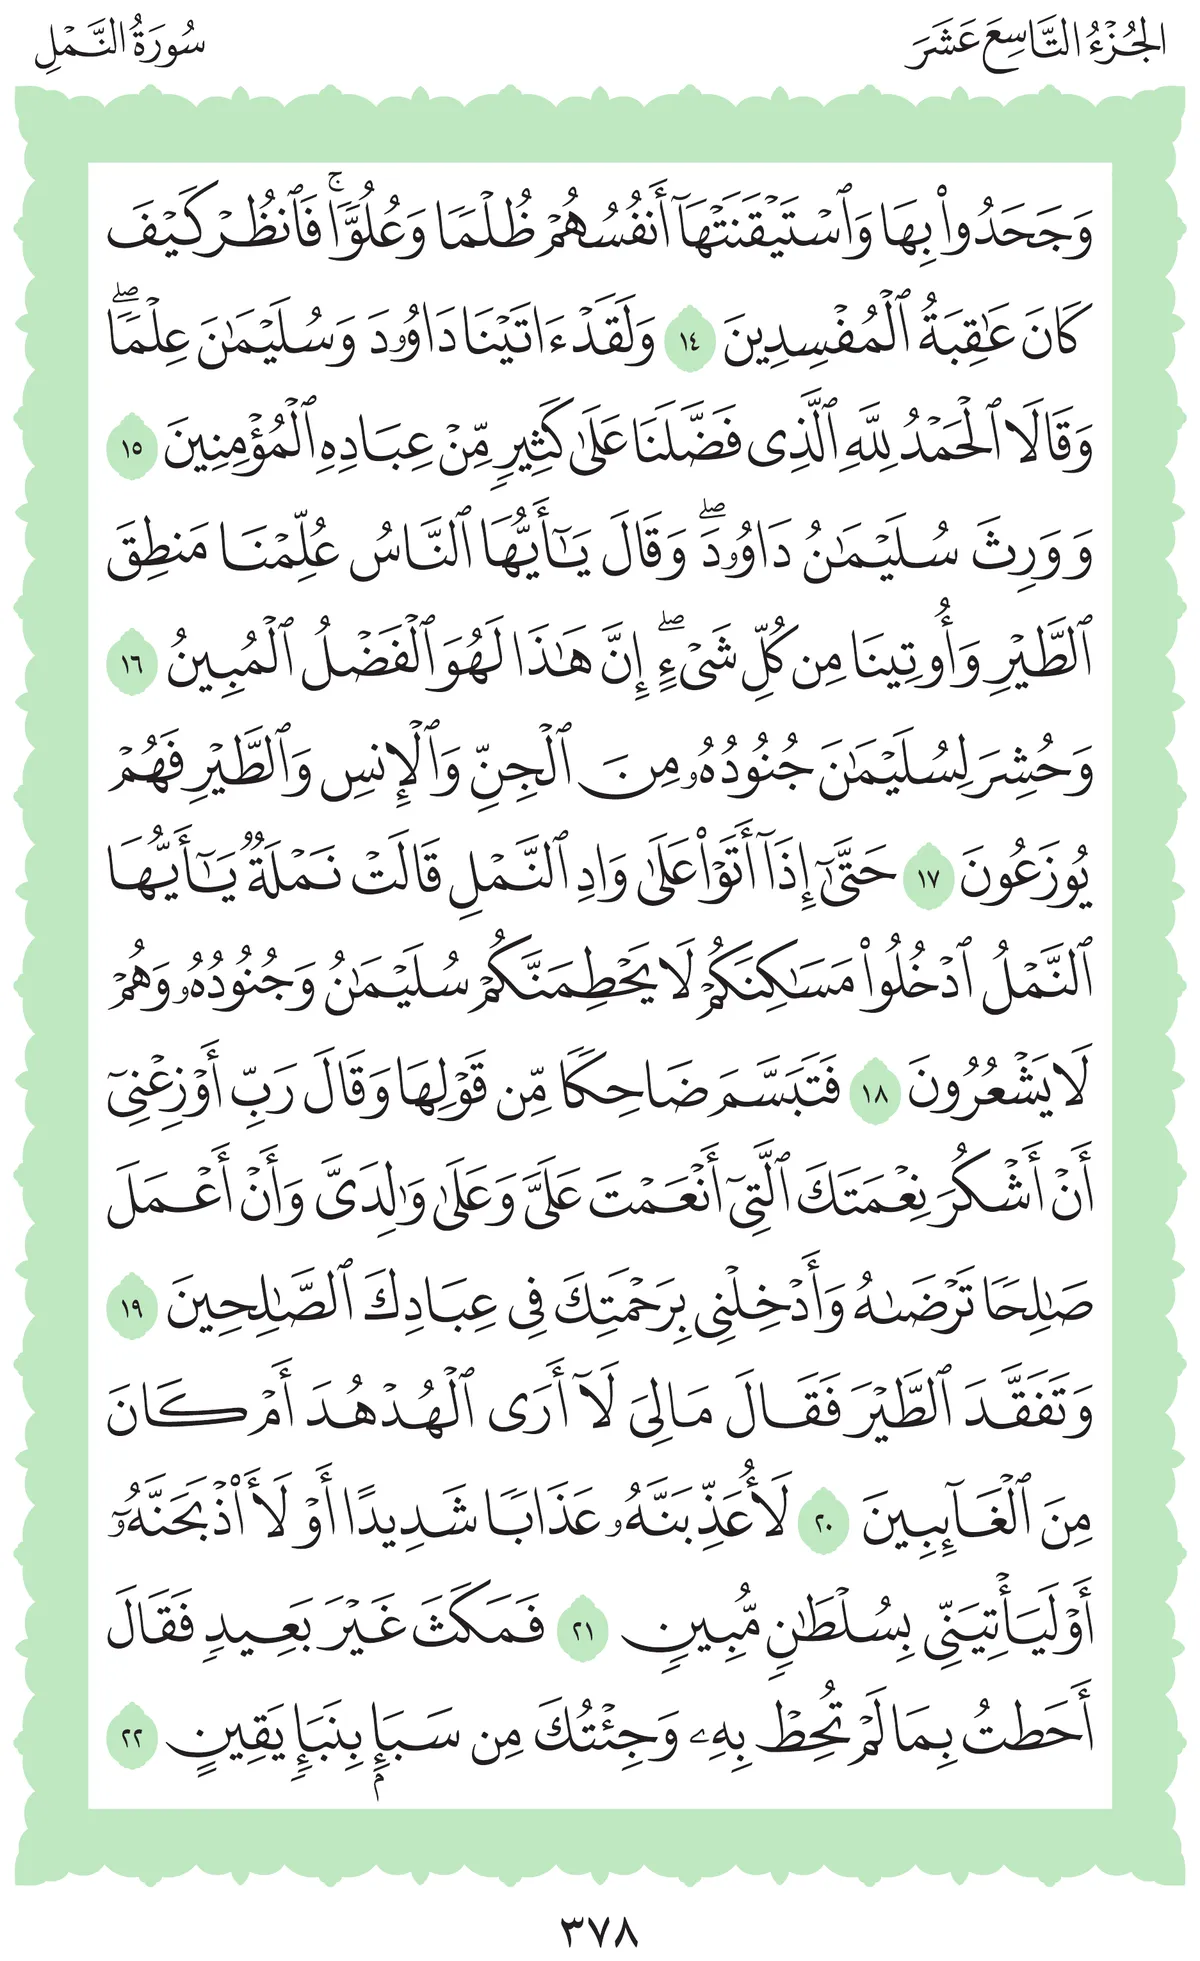 الجُزْءُ التَّاسِعَ عَشَرَ
سُورَةُ النَّمْلِ
وَجَحَدُوا۟ بِهَا وَٱسْتَيْقَنَتْهَآ أَنفُسُهُمْ ظُلْمًا وَعُلُوًّا ۚ فَٱنظُرْ كَيْفَ
كَانَ عَٰقِبَةُ ٱلْمُفْسِدِينَ ١٤ وَلَقَدْ ءَاتَيْنَا دَاوُۥدَ وَسُلَيْمَٰنَ عِلْمًا ۖ
وَقَالَا ٱلْحَمْدُ لِلَّهِ ٱلَّذِى فَضَّلَنَا عَلَىٰ كَثِيرٍ مِّنْ عِبَادِهِ ٱلْمُؤْمِنِينَ ١٥
وَوَرِثَ سُلَيْمَٰنُ دَاوُۥدَ ۖ وَقَالَ يَٰٓأَيُّهَا ٱلنَّاسُ عُلِّمْنَا مَنطِقَ
ٱلطَّيْرِ وَأُوتِينَا مِن كُلِّ شَىْءٍ ۖ إِنَّ هَٰذَا لَهُوَ ٱلْفَضْلُ ٱلْمُبِينُ ١٦
وَحُشِرَ لِسُلَيْمَٰنَ جُنُودُهُۥ مِنَ ٱلْجِنِّ وَٱلْإِنسِ وَٱلطَّيْرِ فَهُمْ
يُوزَعُونَ ١٧ حَتَّىٰٓ إِذَآ أَتَوْا۟ عَلَىٰ وَادِ ٱلنَّمْلِ قَالَتْ نَمْلَةٌ يَٰٓأَيُّهَا
ٱلنَّمْلُ ٱدْخُلُوا۟ مَسَٰكِنَكُمْ لَا يَحْطِمَنَّكُمْ سُلَيْمَٰنُ وَجُنُودُهُۥ وَهُمْ
لَا يَشْعُرُونَ ١٨ فَتَبَسَّمَ ضَاحِكًا مِّن قَوْلِهَا وَقَالَ رَبِّ أَوْزِعْنِىٓ
أَنْ أَشْكُرَ نِعْمَتَكَ ٱلَّتِىٓ أَنْعَمْتَ عَلَىَّ وَعَلَىٰ وَٰلِدَىَّ وَأَنْ أَعْمَلَ
صَٰلِحًا تَرْضَىٰهُ وَأَدْخِلْنِى بِرَحْمَتِكَ فِى عِبَادِكَ ٱلصَّٰلِحِينَ ١٩
وَتَفَقَّدَ ٱلطَّيْرَ فَقَالَ مَا لِىَ لَآ أَرَى ٱلْهُدْهُدَ أَمْ كَانَ
مِنَ ٱلْغَآئِبِينَ ٢٠ لَأُعَذِّبَنَّهُۥ عَذَابًا شَدِيدًا أَوْ لَأَا۟ذْبَحَنَّهُۥٓ
أَوْ لَيَأْتِيَنِّى بِسُلْطَٰنٍ مُّبِينٍ ٢١ فَمَكَثَ غَيْرَ بَعِيدٍ فَقَالَ
أَحَطتُ بِمَا لَمْ تُحِطْ بِهِۦ وَجِئْتُكَ مِن سَبَإٍۭ بِنَبَإٍ يَقِينٍ ٢٢
٣٧٨